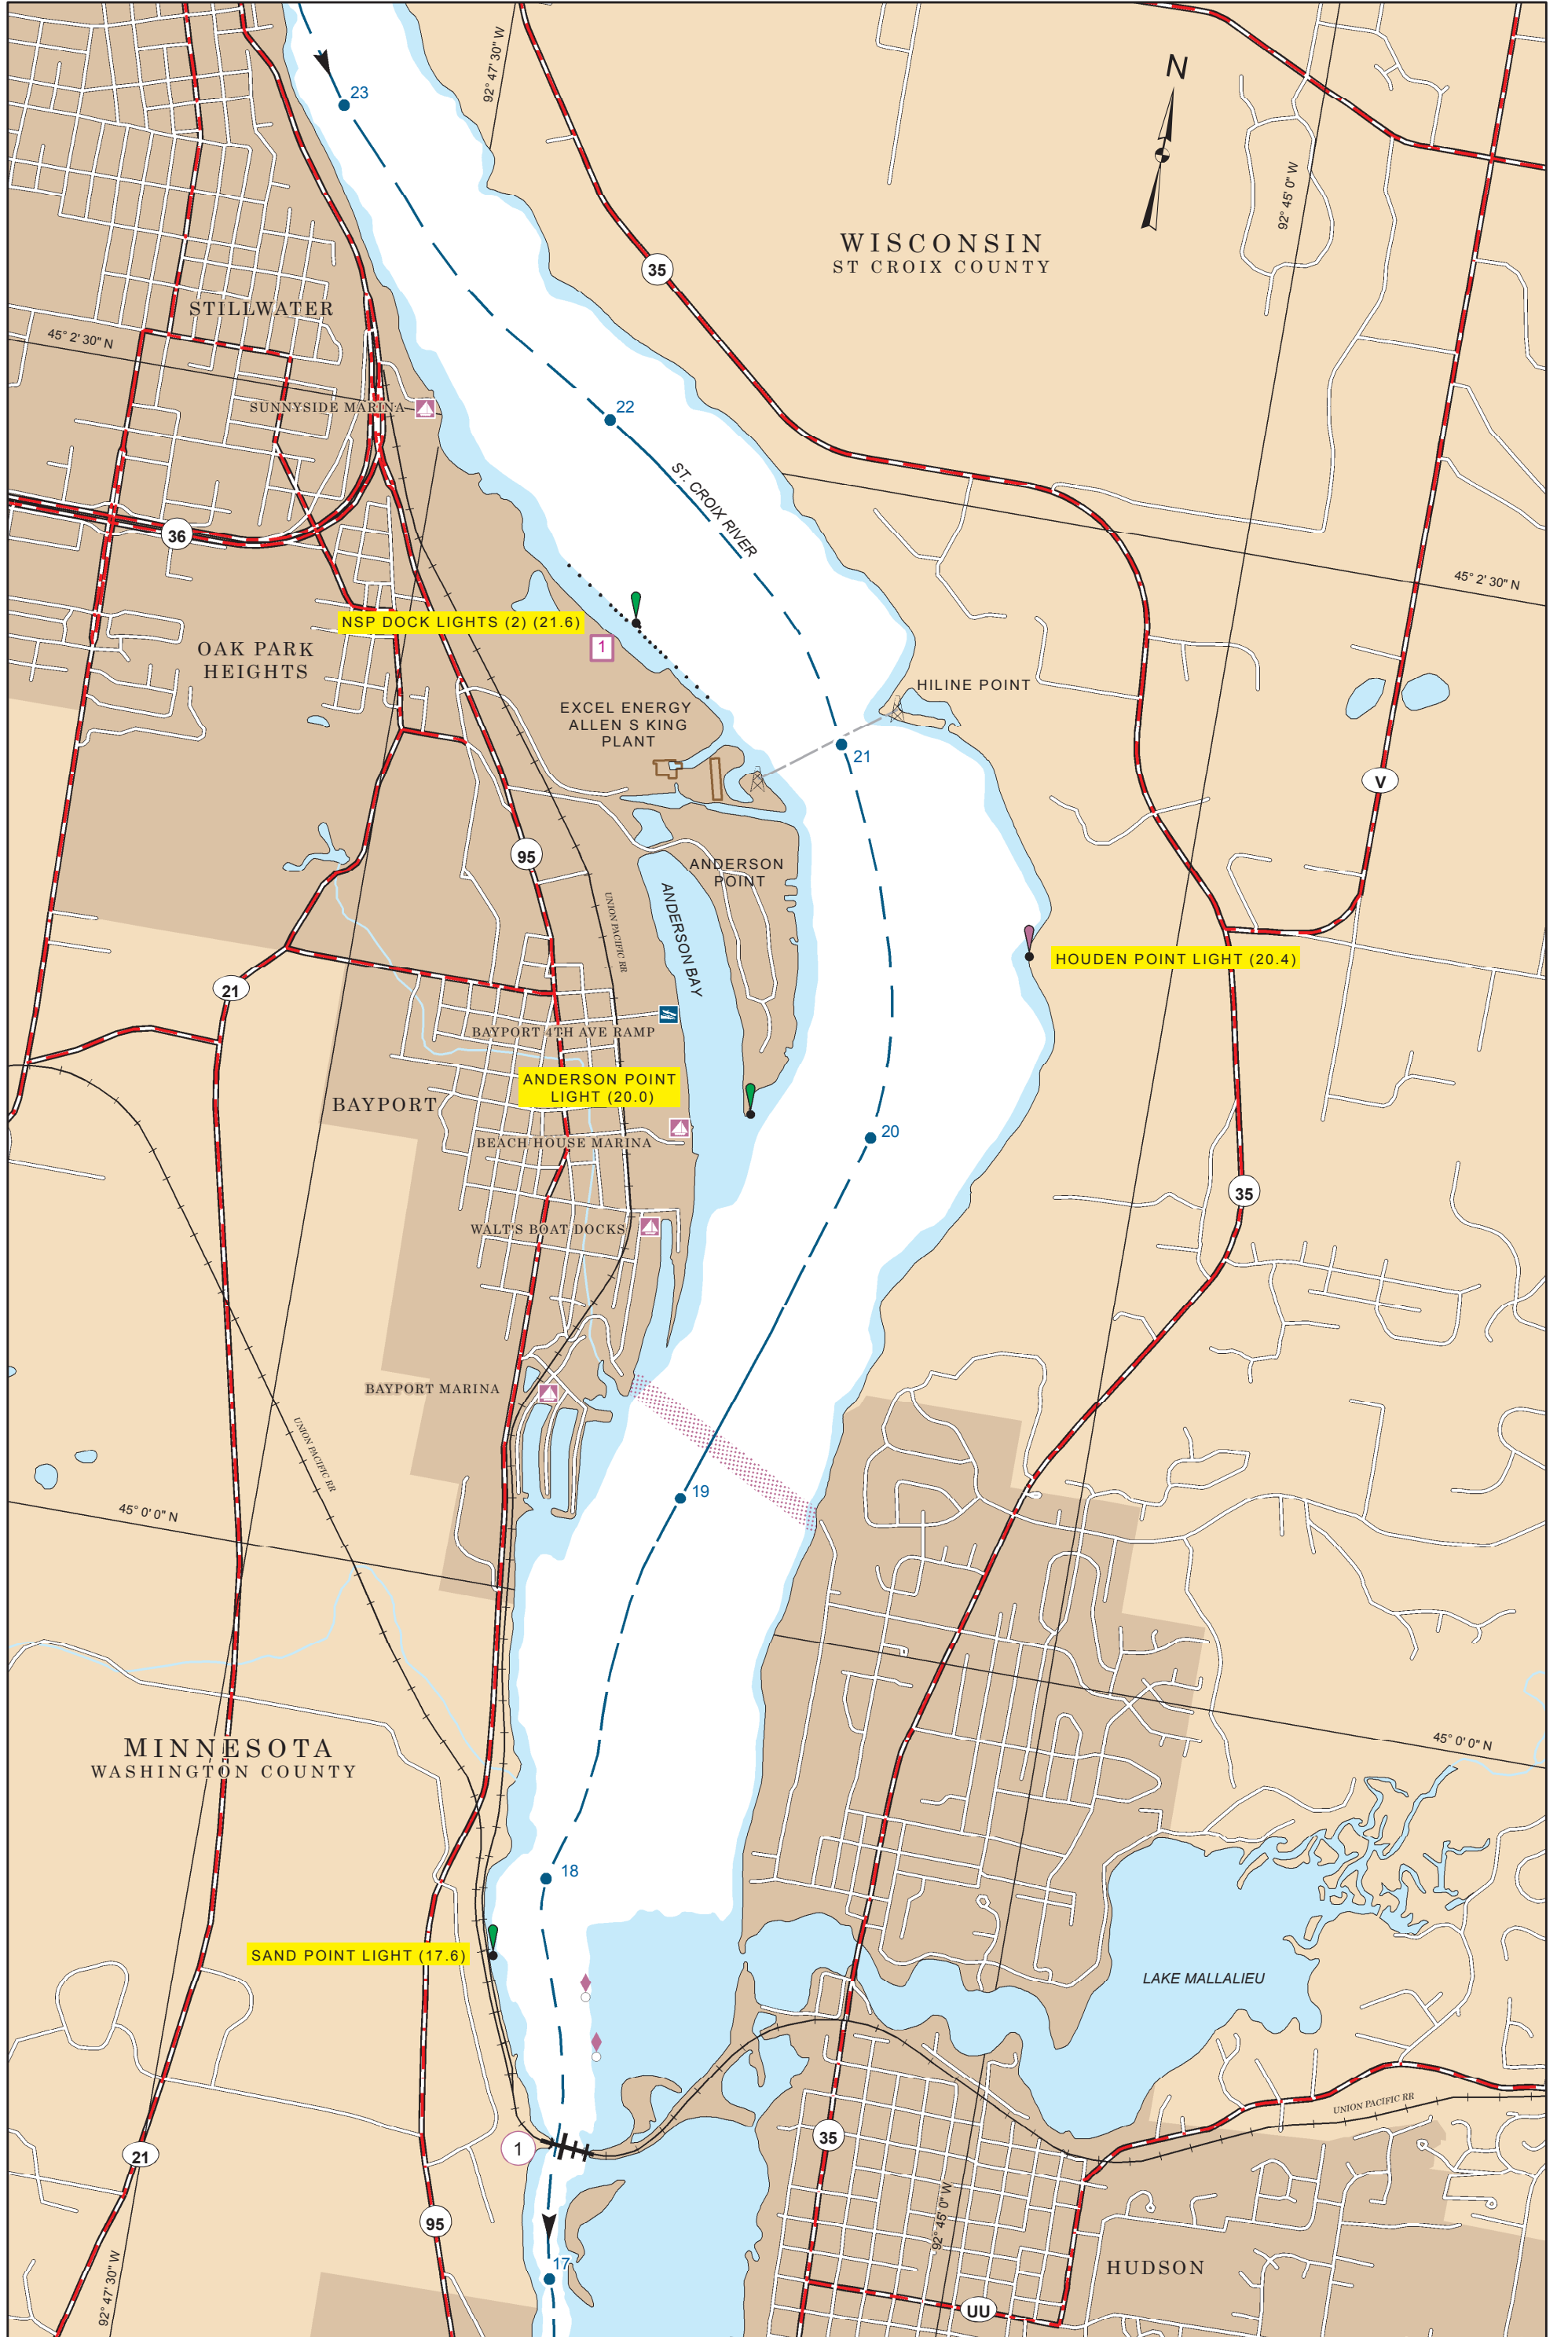 23
92° 47' 30" W
N
92° 45' 0" W
WISCONSIN
ST CROIX COUNTY
35
STILLWATER
45° 2' 30" N
SUNNYSIDE MARINA
22
ST. CROIX RIVER
36
45° 2' 30" N
NSP DOCK LIGHTS (2) (21.6)
1
OAK PARK
HEIGHTS
HILINE POINT
EXCEL ENERGY
ALLEN S KING
PLANT
21
V
95
ANDERSON
POINT
ANDERSON BAY
UNION PACIFIC RR
HOUDEN POINT LIGHT (20.4)
21
BAYPORT 4TH AVE RAMP
ANDERSON POINT
LIGHT (20.0)
BAYPORT
20
BEACH HOUSE MARINA
35
WALT'S BOAT DOCKS
BAYPORT MARINA
UNION PACIFIC RR
19
45° 0' 0" N
45° 0' 0" N
MINNESOTA
WASHINGTON COUNTY
18
SAND POINT LIGHT (17.6)
LAKE MALLALIEU
UNION PACIFIC RR
1
35
21
95
92° 45' 0" W
17
HUDSON
92° 47' 30" W
UU